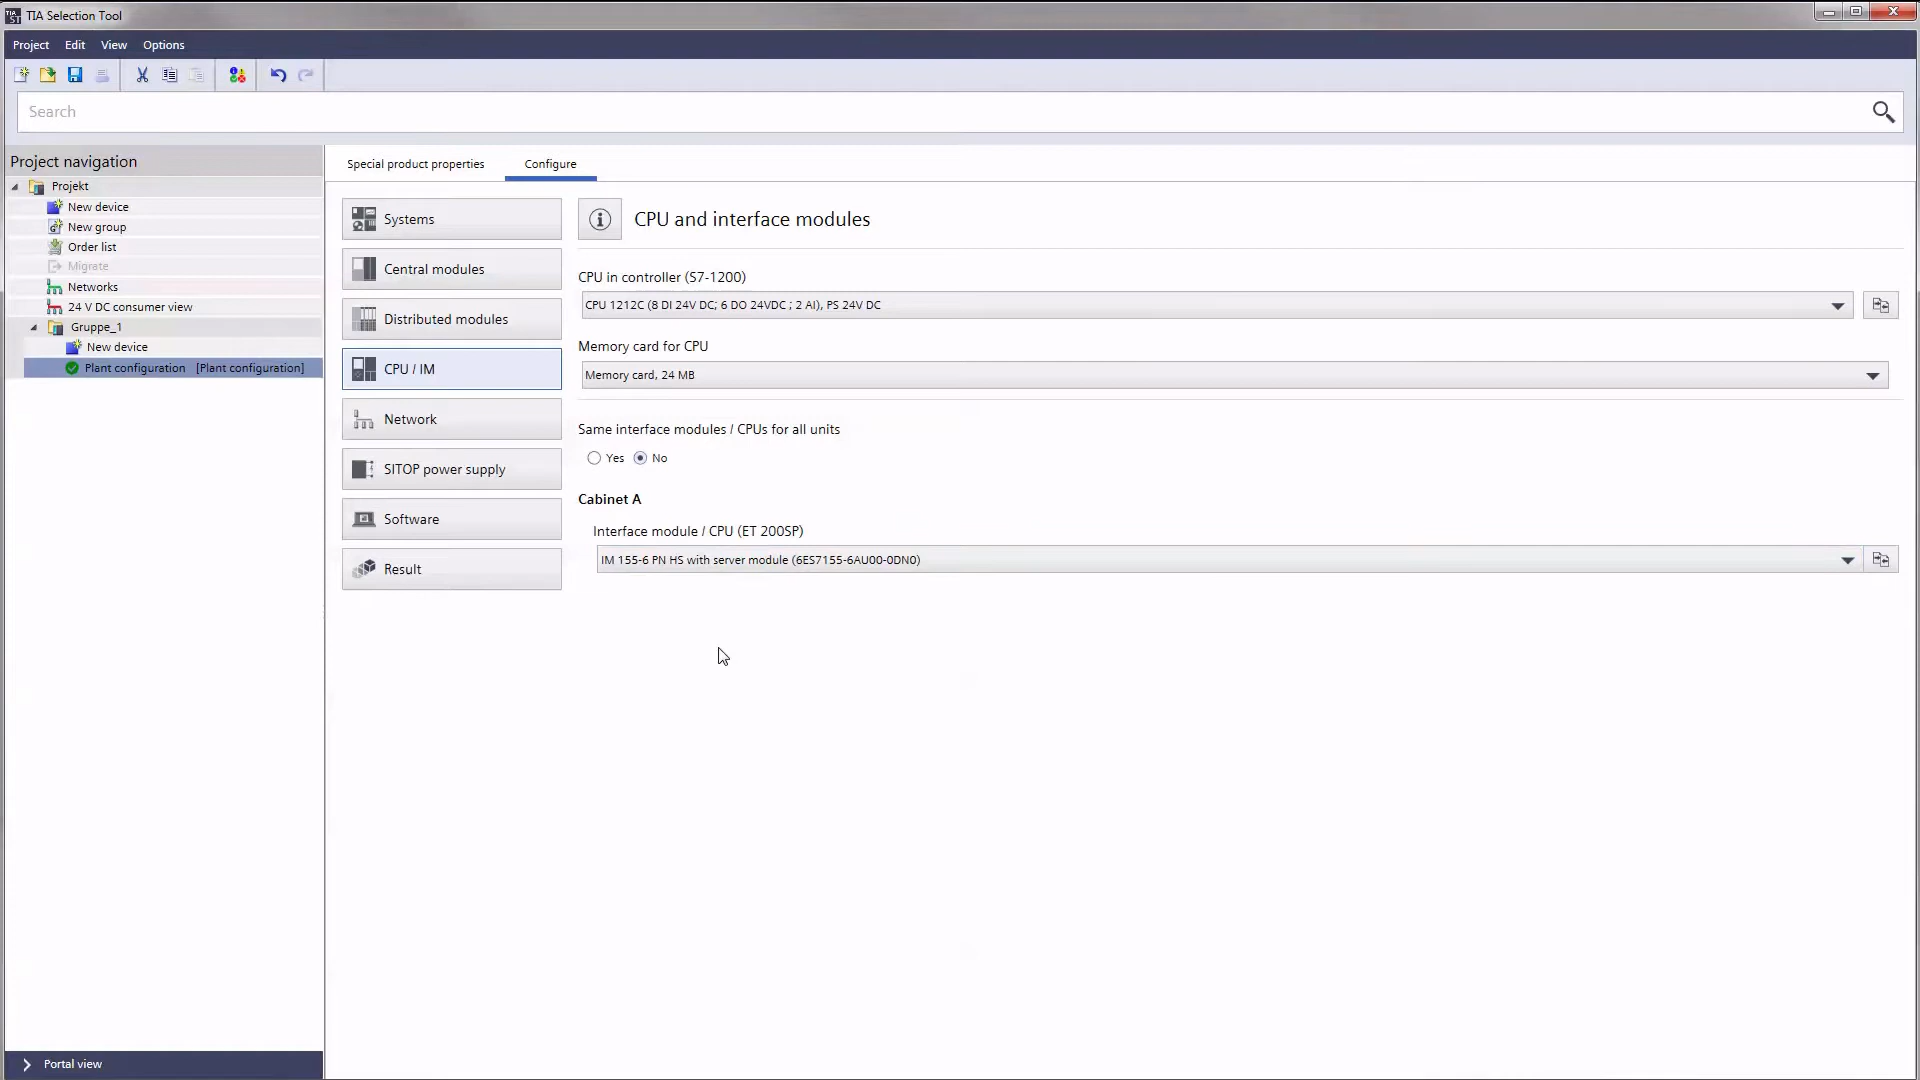 TIA Selection Tool
Project Edit View Options
Search
Project navigation
Projekt
New device
New group
Order list
Migrate
Networks
24 V DC consumer view
Gruppe_1
New device
Plant configuration [Plant configuration]
Portal view
Special product properties Configure
Systems
Central modules
Distributed modules
CPU / IM
Network
SITOP power supply
Software
Result
CPU and interface modules
CPU in controller (S7-1200)
CPU 1212C (8 DI 24V DC; 6 DO 24VDC ; 2 AI), PS 24V DC
Memory card for CPU
Memory card, 24 MB
Same interface modules / CPUs for all units
Yes No
Cabinet A
Interface module / CPU (ET 200SP)
IM 155-6 PN HS with server module (6ES7155-6AU00-0DN0)